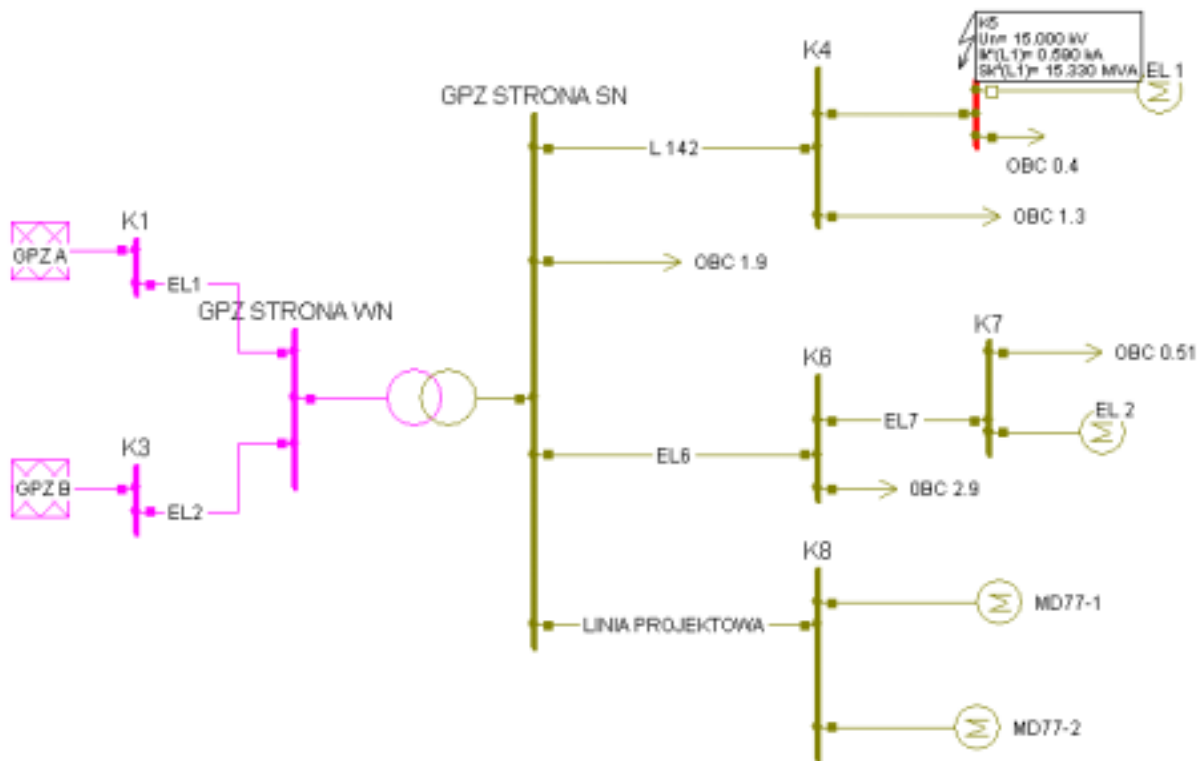 K5
Un= 15.000 kV
Ik"(L1)= 0.590 kA
Sk"(L1)= 15.330 MVA
EL 1
K4
GPZ STRONA SN
L 142
OBC 0.4
OBC 1.3
K1
GPZ A
EL1
OBC 1.9
GPZ STRONA WN
K7
OBC 0.51
K6
EL7
EL 2
K3
EL6
GPZ B
0BC 2.9
EL2
K8
MD77-1
LINIA PROJEKTOWA
MD77-2